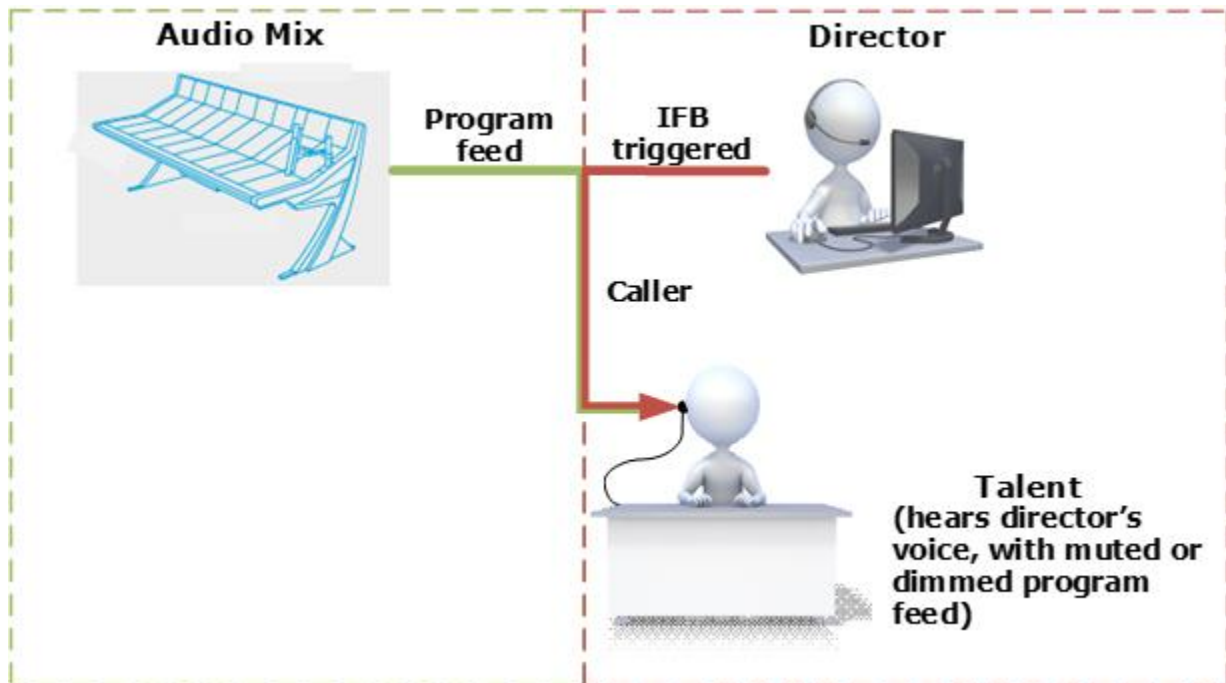 Audio Mix
Director
Program
feed
IFB
triggered
Caller
Talent
(hears director’s
voice, with muted or
dimmed program
feed)